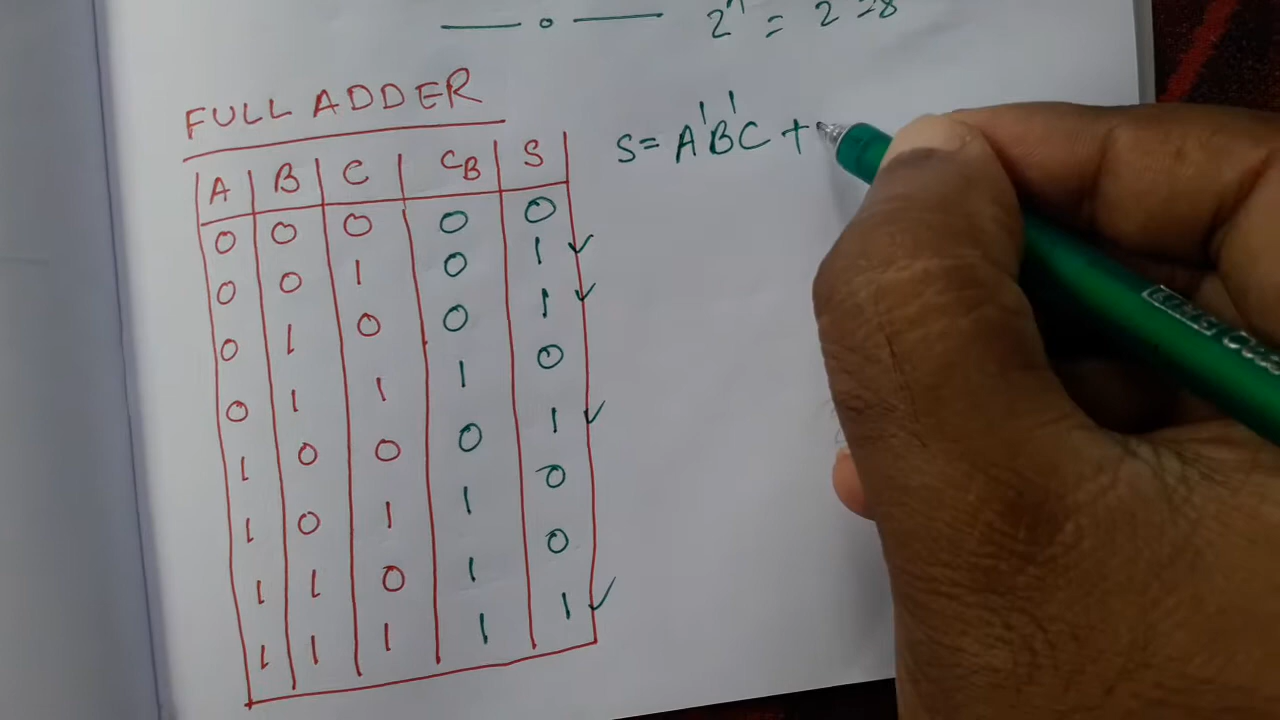 2ⁿ = 2 = 8
FULL ADDER
S = A'B'C +
A B C C_B S
0 0 0 0 0
0 0 1 0 1 ✓
0 1 0 0 1 ✓
0 1 1 1 0
1 0 0 0 1 ✓
1 0 1 1 0
1 1 0 1 0
1 1 1 1 1 ✓